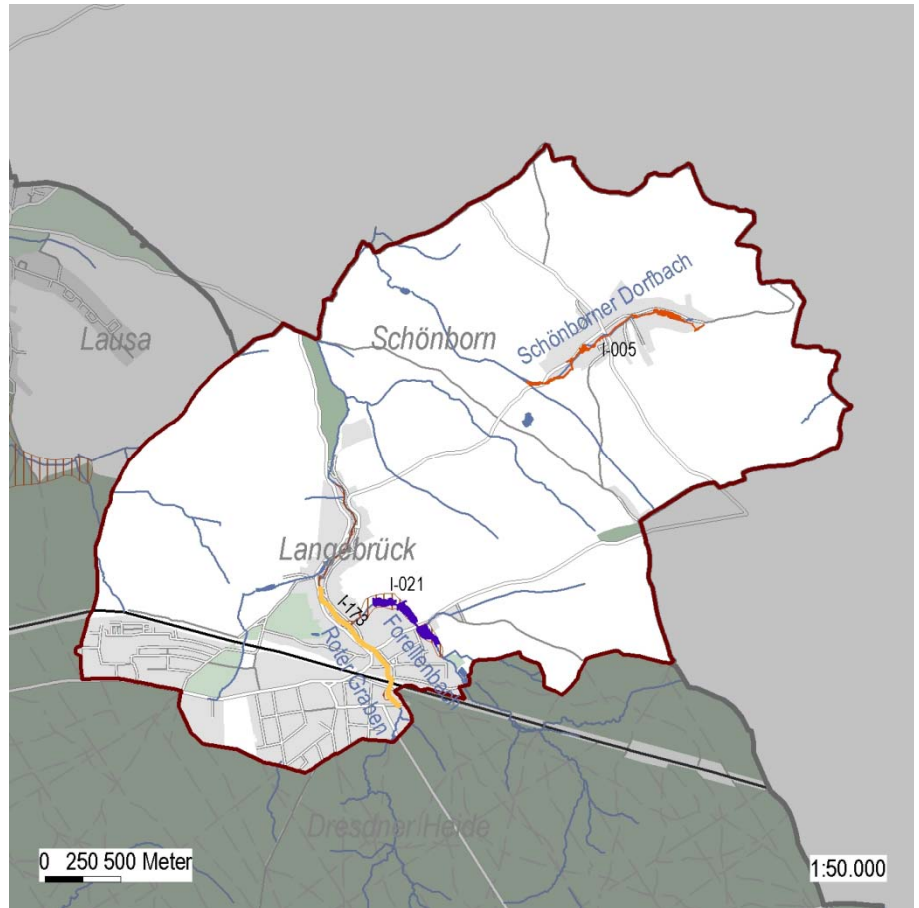 Schönborner Dorfbach
Lausa
Schönborn
I-005
Langebrück
I-021
I-173
Roter Graben
Forellenbach
Dresdner Heide
0 250 500 Meter
1:50.000